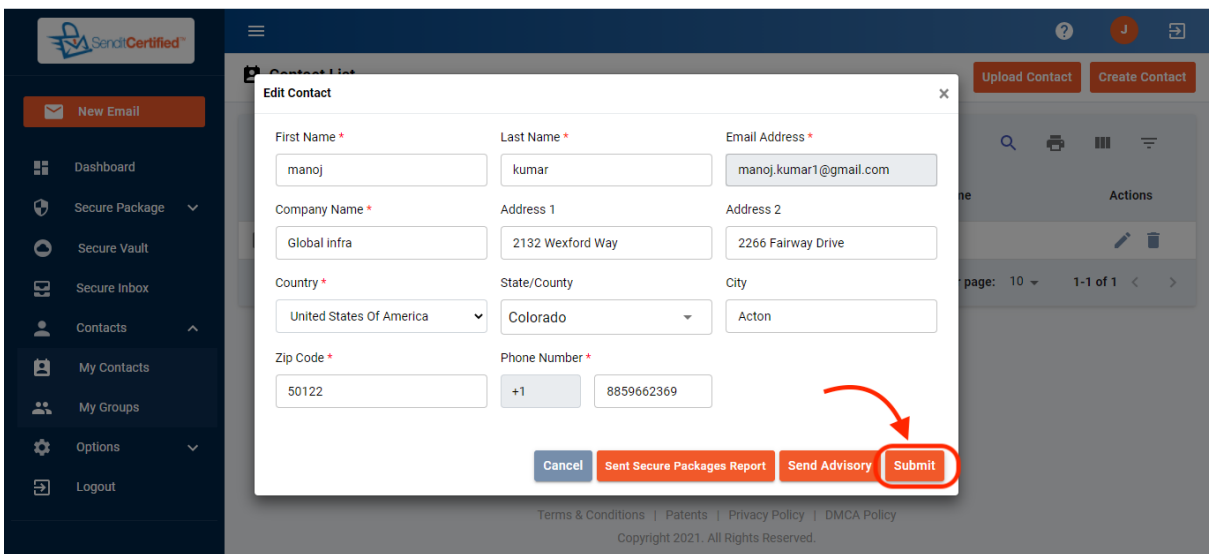 SenditCertified™
J
Contact List
Upload Contact
Create Contact
New Email
Dashboard
Secure Package
Secure Vault
Secure Inbox
Contacts
My Contacts
My Groups
Options
Logout
Edit Contact
×
First Name *
Last Name *
Email Address *
manoj
kumar
manoj.kumar1@gmail.com
Company Name *
Address 1
Address 2
Global infra
2132 Wexford Way
2266 Fairway Drive
Country *
State/County
City
United States Of America
Colorado
Acton
Zip Code *
Phone Number *
50122
+1
8859662369
Cancel
Sent Secure Packages Report
Send Advisory
Submit
Actions
page: 10
1-1 of 1
Terms & Conditions | Patents | Privacy Policy | DMCA Policy
Copyright 2021. All Rights Reserved.